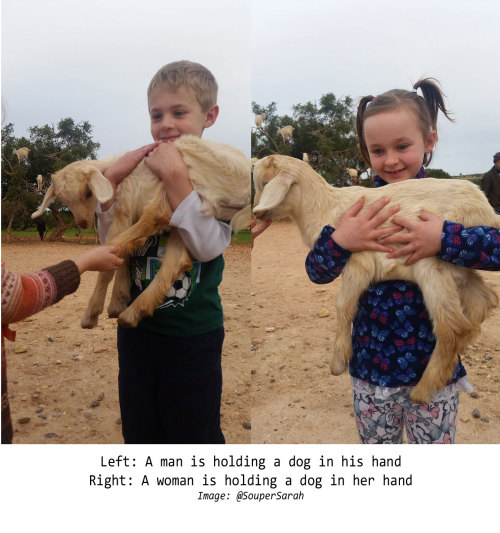 Left: A man is holding a dog in his hand
Right: A woman is holding a dog in her hand
Image: @SouperSarah